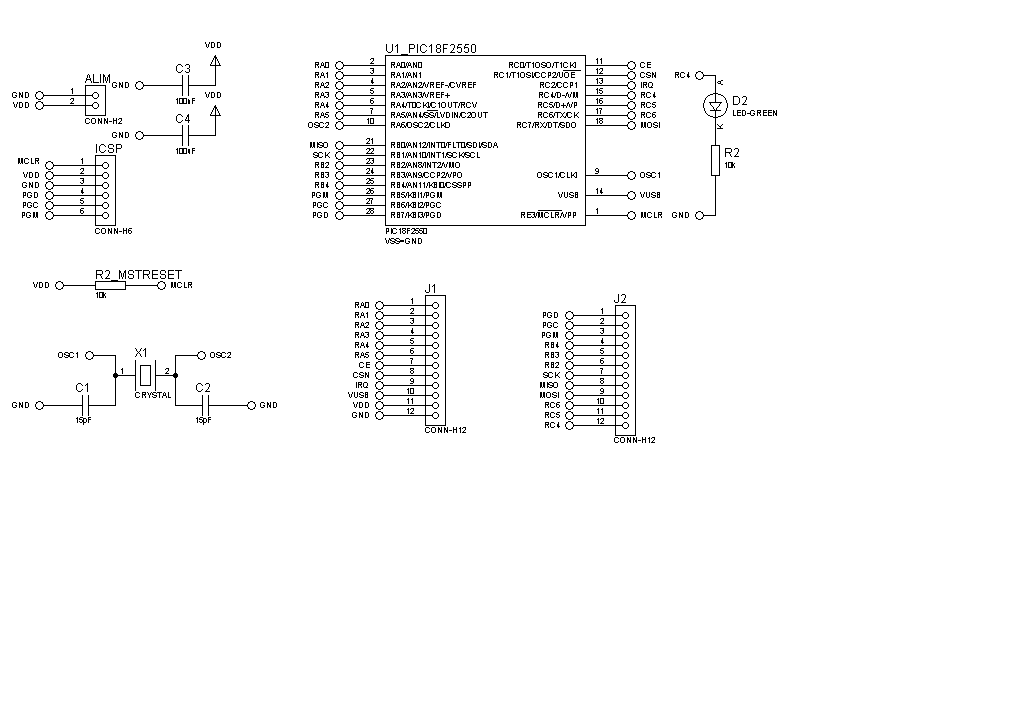 ALIM
GND 1
VDD 2
CONN-H2
VDD
C3
GND
100nF
VDD
C4
GND
100nF
ICSP
MCLR 1
VDD 2
GND 3
PGD 4
PGC 5
PGM 6
CONN-H6
R2_MSTRESET
VDD MCLR
10k
OSC1 X1 OSC2
1 2
CRYSTAL
C1 C2
GND GND
15pF 15pF
U1_PIC18F2550
RA0 2 RA0/AN0 RC0/T1OSO/T1CKI 11 CE
RA1 3 RA1/AN1 RC1/T1OSI/CCP2/UOE 12 CSN
RA2 4 RA2/AN2/VREF-/CVREF RC2/CCP1 13 IRQ
RA3 5 RA3/AN3/VREF+ RC4/D-/VM 15 RC4
RA4 6 RA4/T0CKI/C1OUT/RCV RC5/D+/VP 16 RC5
RA5 7 RA5/AN4/SS/LVDIN/C2OUT RC6/TX/CK 17 RC6
OSC2 10 RA6/OSC2/CLKO RC7/RX/DT/SDO 18 MOSI
MISO 21 RB0/AN12/INT0/FLT0/SDI/SDA
SCK 22 RB1/AN10/INT1/SCK/SCL
RB2 23 RB2/AN8/INT2/VMO
RB3 24 RB3/AN9/CCP2/VPO OSC1/CLKI 9 OSC1
RB4 25 RB4/AN11/KBI0/CSSPP
PGM 26 RB5/KBI1/PGM VUSB 14 VUSB
PGC 27 RB6/KBI2/PGC
PGD 28 RB7/KBI3/PGD RE3/MCLR/VPP 1 MCLR
PIC18F2550
VSS=GND
RC4
A
D2
LED-GREEN
K
R2
10k
GND
J1
RA0 1
RA1 2
RA2 3
RA3 4
RA4 5
RA5 6
CE 7
CSN 8
IRQ 9
VUSB 10
VDD 11
GND 12
CONN-H12
J2
PGD 1
PGC 2
PGM 3
RB4 4
RB3 5
RB2 6
SCK 7
MISO 8
MOSI 9
RC6 10
RC5 11
RC4 12
CONN-H12